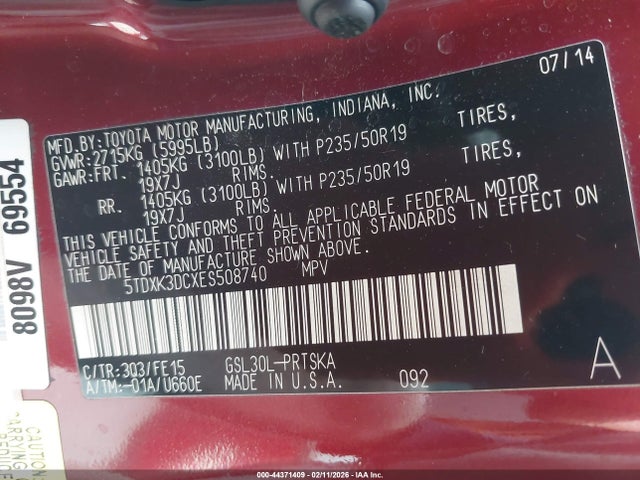 07/14
MFD.BY:TOYOTA MOTOR MANUFACTURING, INDIANA, INC.
GVWR:2715KG (5995LB)
GAWR:FRT. 1405KG (3100LB) WITH P235/50R19 TIRES,
19X7J RIMS.
RR. 1405KG (3100LB) WITH P235/50R19 TIRES,
19X7J RIMS.
THIS VEHICLE CONFORMS TO ALL APPLICABLE FEDERAL MOTOR
VEHICLE SAFETY AND THEFT PREVENTION STANDARDS IN EFFECT ON
THE DATE OF MANUFACTURE SHOWN ABOVE.
5TDXK3DCXES508740 MPV
C/TR:3Q3/FE15 GSL30L-PRTSKA
A/TM:-01A/U660E MADE IN U.S.A. 092
A
8098V 69554
CAUTION
CARRYING
000-44371409 - 02/11/2026 - IAA Inc.